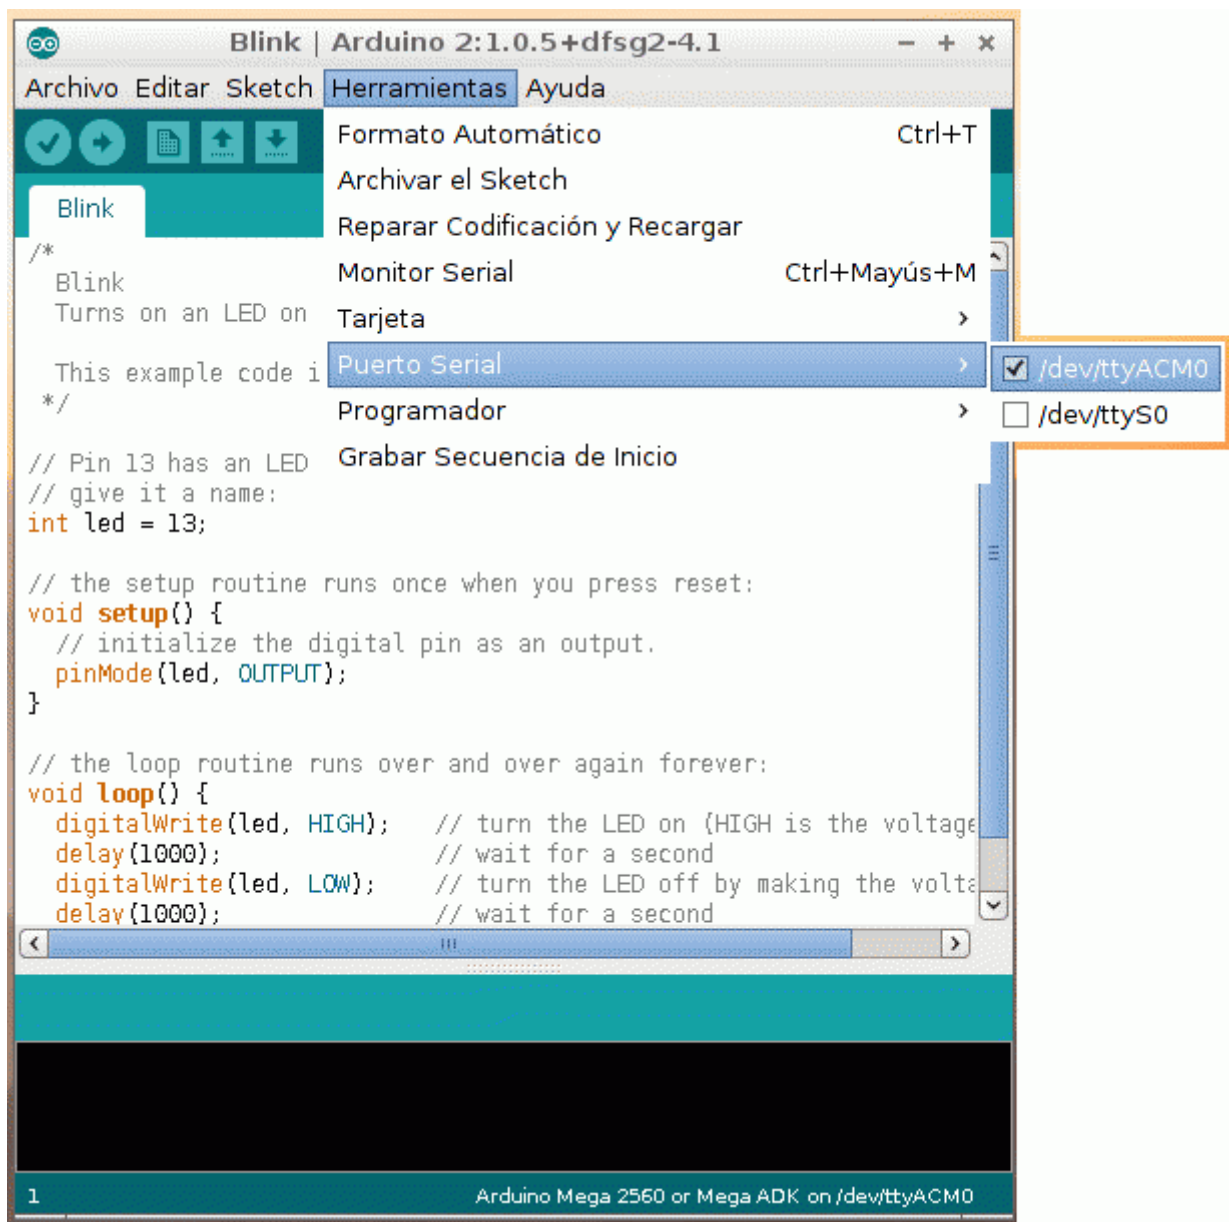 Blink | Arduino 2:1.0.5+dfsg2-4.1
Archivo Editar Sketch Herramientas Ayuda
Formato Automático Ctrl+T
Archivar el Sketch
Reparar Codificación y Recargar
Monitor Serial Ctrl+Mayús+M
Tarjeta
Puerto Serial
Programador
Grabar Secuencia de Inicio
/dev/ttyACM0
/dev/ttyS0
Blink
/*
Blink
Turns on an LED on
This example code i
*/
// Pin 13 has an LED
// give it a name:
int led = 13;
// the setup routine runs once when you press reset:
void setup() {
// initialize the digital pin as an output.
pinMode(led, OUTPUT);
}
// the loop routine runs over and over again forever:
void loop() {
digitalWrite(led, HIGH); // turn the LED on (HIGH is the voltage
delay(1000); // wait for a second
digitalWrite(led, LOW); // turn the LED off by making the volta
delay(1000); // wait for a second
1 Arduino Mega 2560 or Mega ADK on /dev/ttyACM0